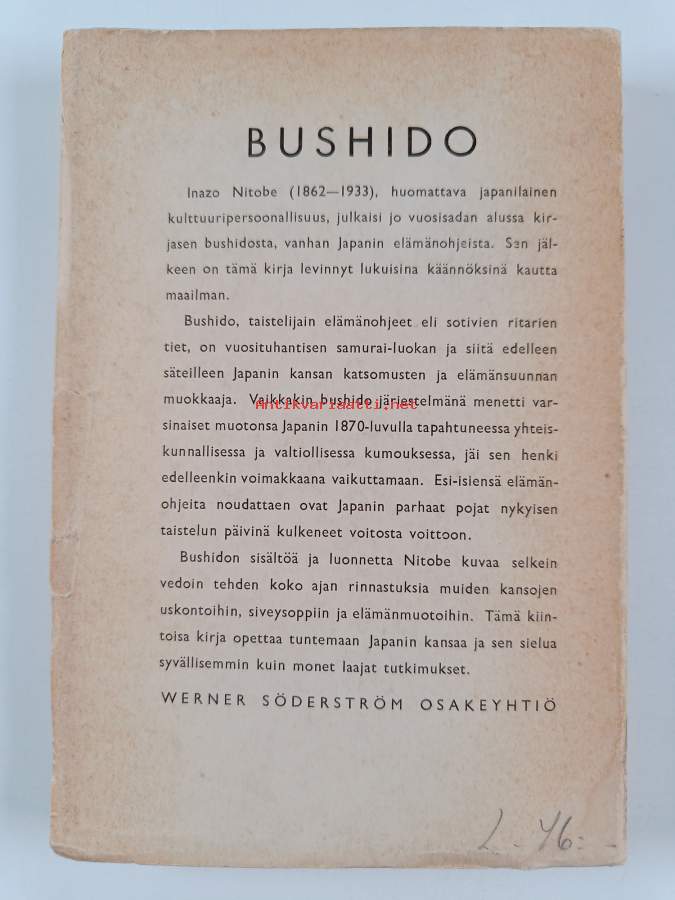 BUSHIDO
Inazo Nitobe (1862—1933), huomattava japanilainen
kulttuuripersoonallisuus, julkaisi jo vuosisadan alussa kir-
jasen bushidosta, vanhan Japanin elämänohjeista. Sen jäl-
keen on tämä kirja levinnyt lukuisina käännöksinä kautta
maailman.
Bushido, taistelijain elämänohjeet eli sotivien ritarien
tiet, on vuosituhantisen samurai-luokan ja siitä edelleen
säteilleen Japanin kansan katsomusten ja elämänsuunnan
muokkaaja. Vaikkakin bushido järjestelmänä menetti var-
Antikvariaatti.net
sinaiset muotonsa Japanin 1870-luvulla tapahtuneessa yhteis-
kunnallisessa ja valtiollisessa kumouksessa, jäi sen henki
edelleenkin voimakkaana vaikuttamaan. Esi-isiensä elämän-
ohjeita noudattaen ovat Japanin parhaat pojat nykyisen
taistelun päivinä kulkeneet voitosta voittoon.
Bushidon sisältöä ja luonnetta Nitobe kuvaa selkein
vedoin tehden koko ajan rinnastuksia muiden kansojen
uskontoihin, siveysoppiin ja elämänmuotoihin. Tämä kiin-
toisa kirja opettaa tuntemaan Japanin kansaa ja sen sielua
syvällisemmin kuin monet laajat tutkimukset.
WERNER SÖDERSTRÖM OSAKEYHTIÖ